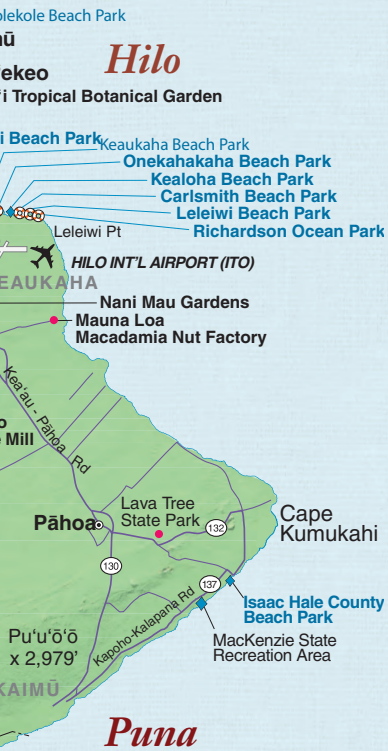 olekole Beach Park
Hilo
ekeo
i Tropical Botanical Garden
i Beach Park
Keaukaha Beach Park
Onekahakaha Beach Park
Kealoha Beach Park
Carlsmith Beach Park
Leleiwi Beach Park
Richardson Ocean Park
Leleiwi Pt
HILO INT'L AIRPORT (ITO)
EAUKAHA
Nani Mau Gardens
Mauna Loa
Macadamia Nut Factory
Kea'au - Pāhoa Rd
o
Mill
Lava Tree
State Park
Pāhoa
132
Cape
Kumukahi
130
137
Isaac Hale County
Beach Park
Kapoho-Kalapana Rd
MacKenzie State
Recreation Area
Pu'u'ō'ō
x 2,979'
KAIMŪ
Puna